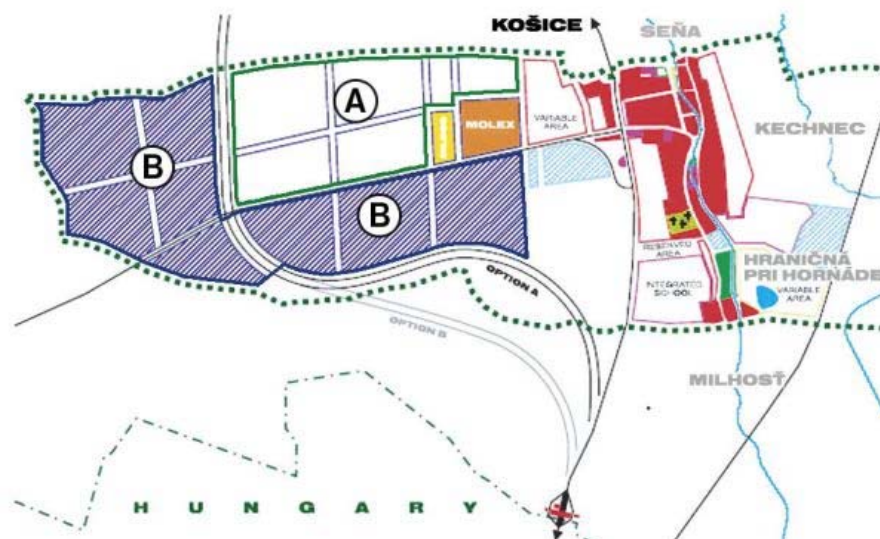 KOŠICE
SEŇA
A
MOLEX
VARIABLE
AREA
KECHNEC
B
B
RESERVED
AREA
HRANIČNÁ
PRI HORNÁDE
INTEGRATED
SCHOOL
VARIABLE
AREA
OPTION A
OPTION B
MILHOSŤ
HUNGARY